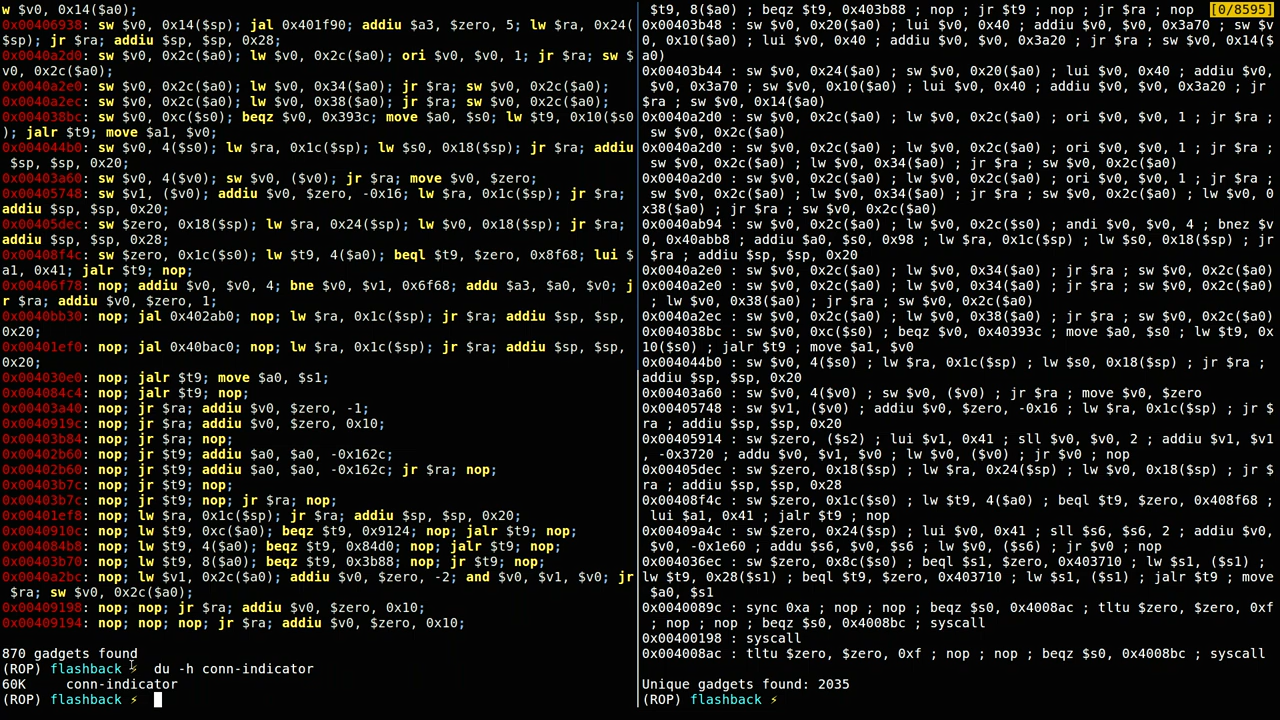 w $v0, 0x14($a0);
0x00406938: sw $v0, 0x14($sp); jal 0x401f90; addiu $a3, $zero, 5; lw $ra, 0x24(
$sp); jr $ra; addiu $sp, $sp, 0x28;
0x0040a2d0: sw $v0, 0x2c($a0); lw $v0, 0x2c($a0); ori $v0, $v0, 1; jr $ra; sw $
v0, 0x2c($a0);
0x0040a2e0: sw $v0, 0x2c($a0); lw $v0, 0x34($a0); jr $ra; sw $v0, 0x2c($a0);
0x0040a2ec: sw $v0, 0x2c($a0); lw $v0, 0x38($a0); jr $ra; sw $v0, 0x2c($a0);
0x004038bc: sw $v0, 0xc($s0); beqz $v0, 0x393c; move $a0, $s0; lw $t9, 0x10($s0
); jalr $t9; move $a1, $v0;
0x004044b0: sw $v0, 4($s0); lw $ra, 0x1c($sp); lw $s0, 0x18($sp); jr $ra; addiu
$sp, $sp, 0x20;
0x00403a60: sw $v0, 4($v0); sw $v0, ($v0); jr $ra; move $v0, $zero;
0x00405748: sw $v1, ($v0); addiu $v0, $zero, -0x16; lw $ra, 0x1c($sp); jr $ra;
addiu $sp, $sp, 0x20;
0x00405dec: sw $zero, 0x18($sp); lw $ra, 0x24($sp); lw $v0, 0x18($sp); jr $ra;
addiu $sp, $sp, 0x28;
0x00408f4c: sw $zero, 0x1c($s0); lw $t9, 4($a0); beql $t9, $zero, 0x8f68; lui $
a1, 0x41; jalr $t9; nop;
0x00406f78: nop; addiu $v0, $v0, 4; bne $v0, $v1, 0x6f68; addu $a3, $a0, $v0; j
r $ra; addiu $v0, $zero, 1;
0x0040bb30: nop; jal 0x402ab0; nop; lw $ra, 0x1c($sp); jr $ra; addiu $sp, $sp,
0x20;
0x00401ef0: nop; jal 0x40bac0; nop; lw $ra, 0x1c($sp); jr $ra; addiu $sp, $sp,
0x20;
0x004030e0: nop; jalr $t9; move $a0, $s1;
0x004084c4: nop; jalr $t9; nop;
0x00403a40: nop; jr $ra; addiu $v0, $zero, -1;
0x0040919c: nop; jr $ra; addiu $v0, $zero, 0x10;
0x00403b84: nop; jr $ra; nop;
0x00402b60: nop; jr $t9; addiu $a0, $a0, -0x162c;
0x00402b60: nop; jr $t9; addiu $a0, $a0, -0x162c; jr $ra; nop;
0x00403b7c: nop; jr $t9; nop;
0x00403b7c: nop; jr $t9; nop; jr $ra; nop;
0x00401ef8: nop; lw $ra, 0x1c($sp); jr $ra; addiu $sp, $sp, 0x20;
0x0040910c: nop; lw $t9, 0xc($a0); beqz $t9, 0x9124; nop; jalr $t9; nop;
0x004084b8: nop; lw $t9, 4($a0); beqz $t9, 0x84d0; nop; jalr $t9; nop;
0x00403b70: nop; lw $t9, 8($a0); beqz $t9, 0x3b88; nop; jr $t9; nop;
0x0040a2bc: nop; lw $v1, 0x2c($a0); addiu $v0, $zero, -2; and $v0, $v1, $v0; jr
$ra; sw $v0, 0x2c($a0);
0x00409198: nop; nop; jr $ra; addiu $v0, $zero, 0x10;
0x00409194: nop; nop; nop; jr $ra; addiu $v0, $zero, 0x10;
870 gadgets found
(ROP) flashback ⚡ du -h conn-indicator
60K conn-indicator
(ROP) flashback ⚡
$t9, 8($a0) ; beqz $t9, 0x403b88 ; nop ; jr $t9 ; nop ; jr $ra ; nop [0/8595]
0x00403b48 : sw $v0, 0x20($a0) ; lui $v0, 0x40 ; addiu $v0, $v0, 0x3a70 ; sw $v
0, 0x10($a0) ; lui $v0, 0x40 ; addiu $v0, $v0, 0x3a20 ; jr $ra ; sw $v0, 0x14($
a0)
0x00403b44 : sw $v0, 0x24($a0) ; sw $v0, 0x20($a0) ; lui $v0, 0x40 ; addiu $v0,
$v0, 0x3a70 ; sw $v0, 0x10($a0) ; lui $v0, 0x40 ; addiu $v0, $v0, 0x3a20 ; jr
$ra ; sw $v0, 0x14($a0)
0x0040a2d0 : sw $v0, 0x2c($a0) ; lw $v0, 0x2c($a0) ; ori $v0, $v0, 1 ; jr $ra ;
sw $v0, 0x2c($a0)
0x0040a2d0 : sw $v0, 0x2c($a0) ; lw $v0, 0x2c($a0) ; ori $v0, $v0, 1 ; jr $ra ;
sw $v0, 0x2c($a0) ; lw $v0, 0x34($a0) ; jr $ra ; sw $v0, 0x2c($a0)
0x0040a2d0 : sw $v0, 0x2c($a0) ; lw $v0, 0x2c($a0) ; ori $v0, $v0, 1 ; jr $ra ;
sw $v0, 0x2c($a0) ; lw $v0, 0x34($a0) ; jr $ra ; sw $v0, 0x2c($a0) ; lw $v0, 0
x38($a0) ; jr $ra ; sw $v0, 0x2c($a0)
0x0040ab94 : sw $v0, 0x2c($s0) ; lw $v0, 0x2c($s0) ; andi $v0, $v0, 4 ; bnez $v
0, 0x40abb8 ; addiu $a0, $s0, 0x98 ; lw $ra, 0x1c($sp) ; lw $s0, 0x18($sp) ; jr
$ra ; addiu $sp, $sp, 0x20
0x0040a2e0 : sw $v0, 0x2c($a0) ; lw $v0, 0x34($a0) ; jr $ra ; sw $v0, 0x2c($a0)
0x0040a2e0 : sw $v0, 0x2c($a0) ; lw $v0, 0x34($a0) ; jr $ra ; sw $v0, 0x2c($a0)
; lw $v0, 0x38($a0) ; jr $ra ; sw $v0, 0x2c($a0)
0x0040a2ec : sw $v0, 0x2c($a0) ; lw $v0, 0x38($a0) ; jr $ra ; sw $v0, 0x2c($a0)
0x004038bc : sw $v0, 0xc($s0) ; beqz $v0, 0x40393c ; move $a0, $s0 ; lw $t9, 0x
10($s0) ; jalr $t9 ; move $a1, $v0
0x004044b0 : sw $v0, 4($s0) ; lw $ra, 0x1c($sp) ; lw $s0, 0x18($sp) ; jr $ra ;
addiu $sp, $sp, 0x20
0x00403a60 : sw $v0, 4($v0) ; sw $v0, ($v0) ; jr $ra ; move $v0, $zero
0x00405748 : sw $v1, ($v0) ; addiu $v0, $zero, -0x16 ; lw $ra, 0x1c($sp) ; jr $
ra ; addiu $sp, $sp, 0x20
0x00405914 : sw $zero, ($s2) ; lui $v1, 0x41 ; sll $v0, $v0, 2 ; addiu $v1, $v1
, -0x3720 ; addu $v0, $v1, $v0 ; lw $v0, ($v0) ; jr $v0 ; nop
0x00405dec : sw $zero, 0x18($sp) ; lw $ra, 0x24($sp) ; lw $v0, 0x18($sp) ; jr $
ra ; addiu $sp, $sp, 0x28
0x00408f4c : sw $zero, 0x1c($s0) ; lw $t9, 4($a0) ; beql $t9, $zero, 0x408f68 ;
lui $a1, 0x41 ; jalr $t9 ; nop
0x00409a4c : sw $zero, 0x24($sp) ; lui $v0, 0x41 ; sll $s6, $s6, 2 ; addiu $v0,
$v0, -0x1e60 ; addu $s6, $v0, $s6 ; lw $v0, ($s6) ; jr $v0 ; nop
0x004036ec : sw $zero, 0x8c($s0) ; beql $s1, $zero, 0x403710 ; lw $s1, ($s1) ;
lw $t9, 0x28($s1) ; beql $t9, $zero, 0x403710 ; lw $s1, ($s1) ; jalr $t9 ; move
$a0, $s1
0x0040089c : sync 0xa ; nop ; nop ; beqz $s0, 0x4008ac ; tltu $zero, $zero, 0xf
; nop ; nop ; beqz $s0, 0x4008bc ; syscall
0x00400198 : syscall
0x004008ac : tltu $zero, $zero, 0xf ; nop ; nop ; beqz $s0, 0x4008bc ; syscall
Unique gadgets found: 2035
(ROP) flashback ⚡